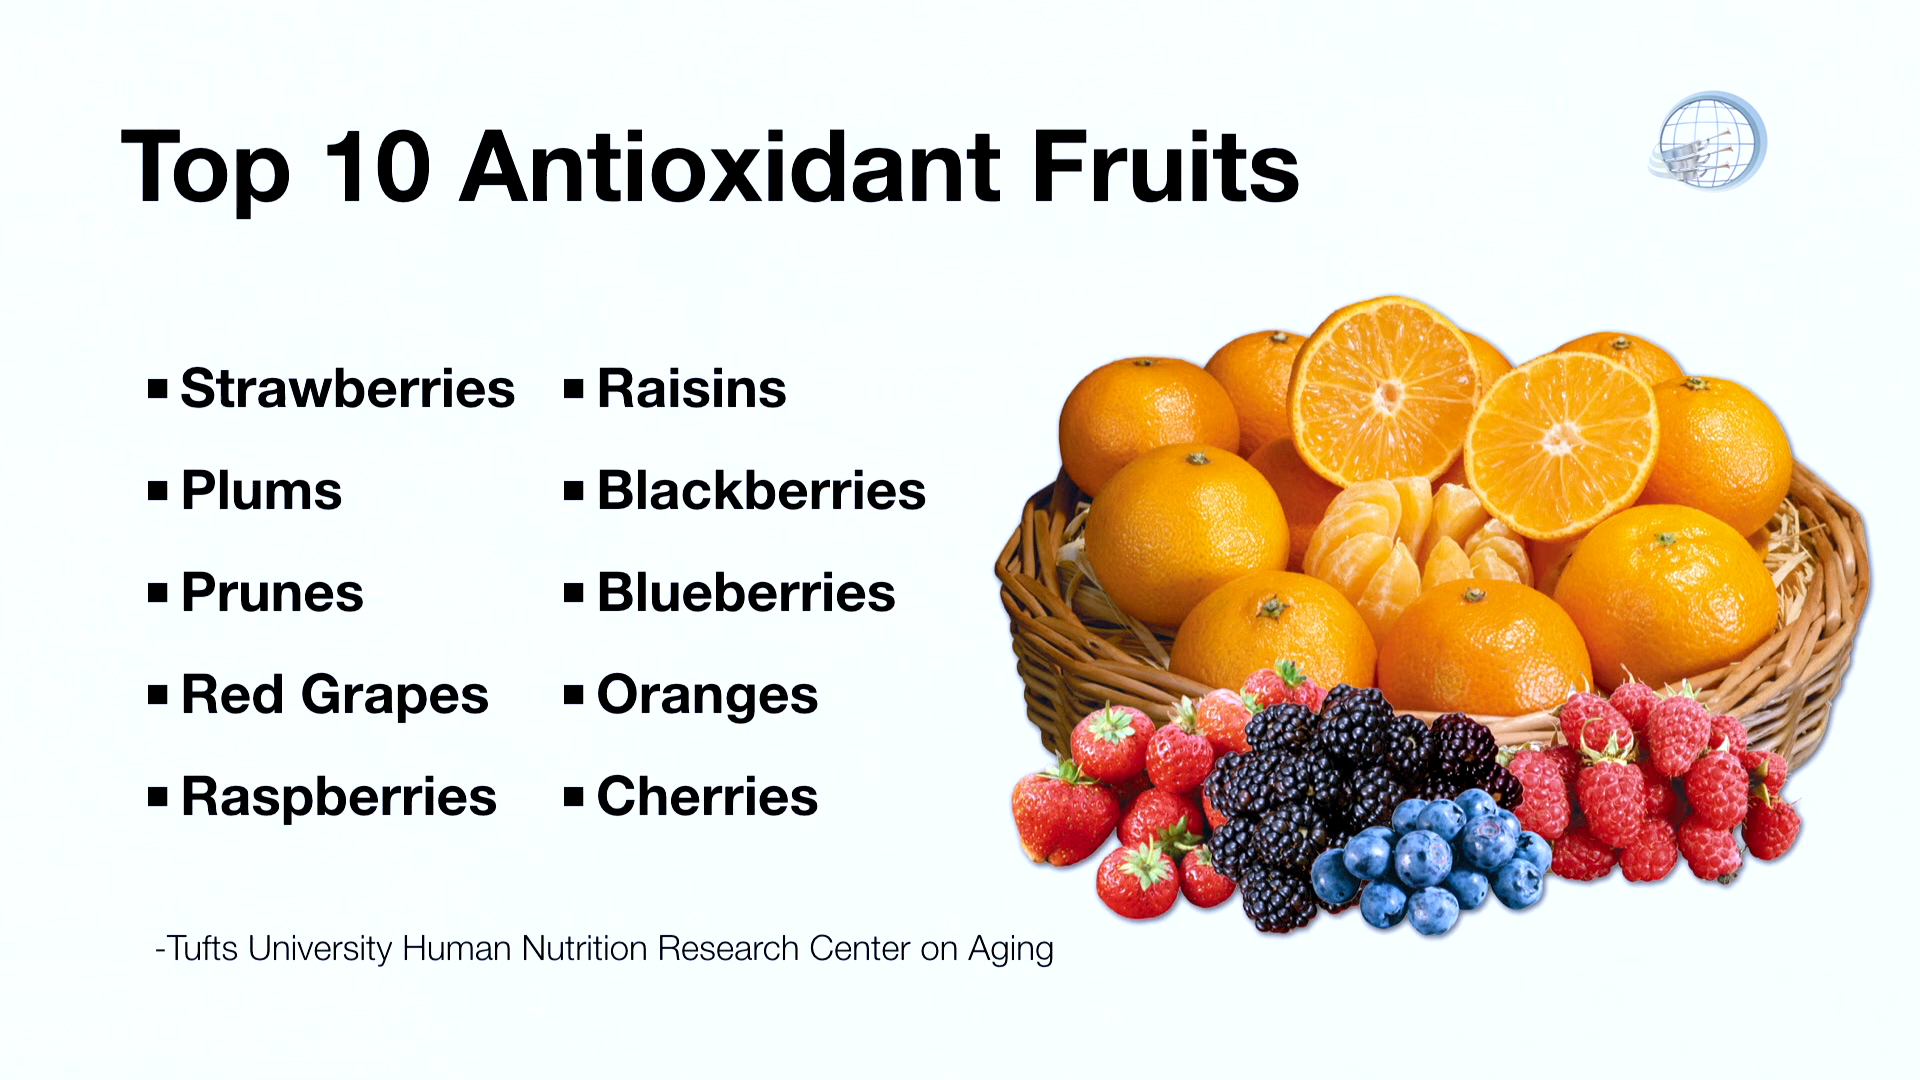 Top 10 Antioxidant Fruits
▪ Strawberries
▪ Plums
▪ Prunes
▪ Red Grapes
▪ Raspberries
▪ Raisins
▪ Blackberries
▪ Blueberries
▪ Oranges
▪ Cherries
-Tufts University Human Nutrition Research Center on Aging